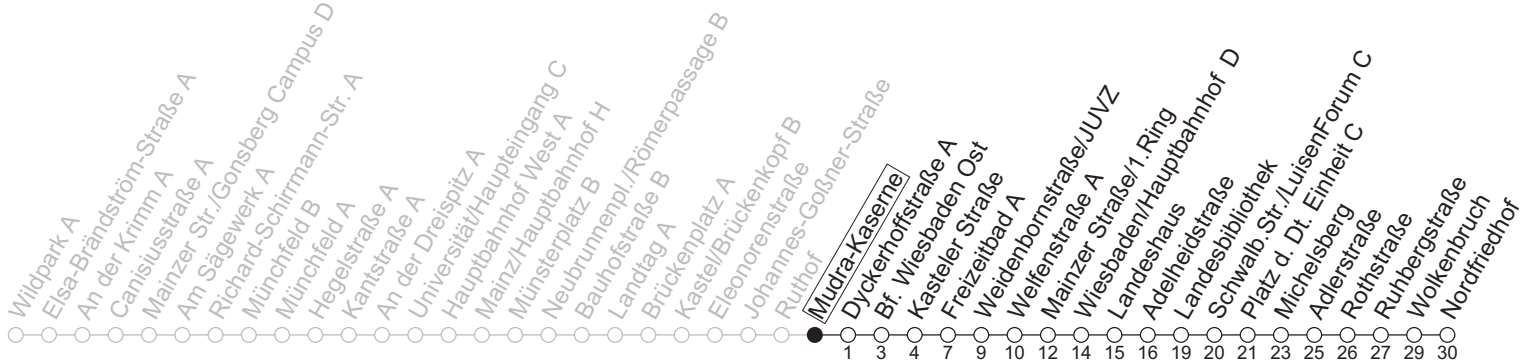 Wildpark A
Elsa-Brändström-Straße A
An der Krimm A
Canisiusstraße A
Mainzer Str./Gonsberg Campus D
Am Sägewerk A
Richard-Schirrmann-Str. A
Münchfeld B
Münchfeld A
Hegelstraße A
Kantstraße A
An der Dreispitz A
Universität/Haupteingang C
Hauptbahnhof West A
Mainz/Hauptbahnhof H
Münsterplatz B
Neubrunnenpl./Römerpassage B
Bauhofstraße B
Landtag A
Brückenplatz A
Kastel/Brückenkopf B
Eleonorenstraße
Johannes-Goßner-Straße
Ruthof
Mudra-Kaserne
Dyckerhoffstraße A
Bf. Wiesbaden Ost
Kasteler Straße
Freizeitbad A
Weidenbornstraße/JUVZ
Welfenstraße A
Mainzer Straße/1.Ring
Wiesbaden/Hauptbahnhof D
Landeshaus
Adelheidstraße
Landesbibliothek
Schwalb. Str./LuisenForum C
Platz d. Dt. Einheit C
Michelsberg
Adlerstraße
Rothstraße
Ruhbergstraße
Wolkenbruch
Nordfriedhof
1 3 4 7 9 10 12 14 15 16 19 20 21 23 25 26 27 29 30